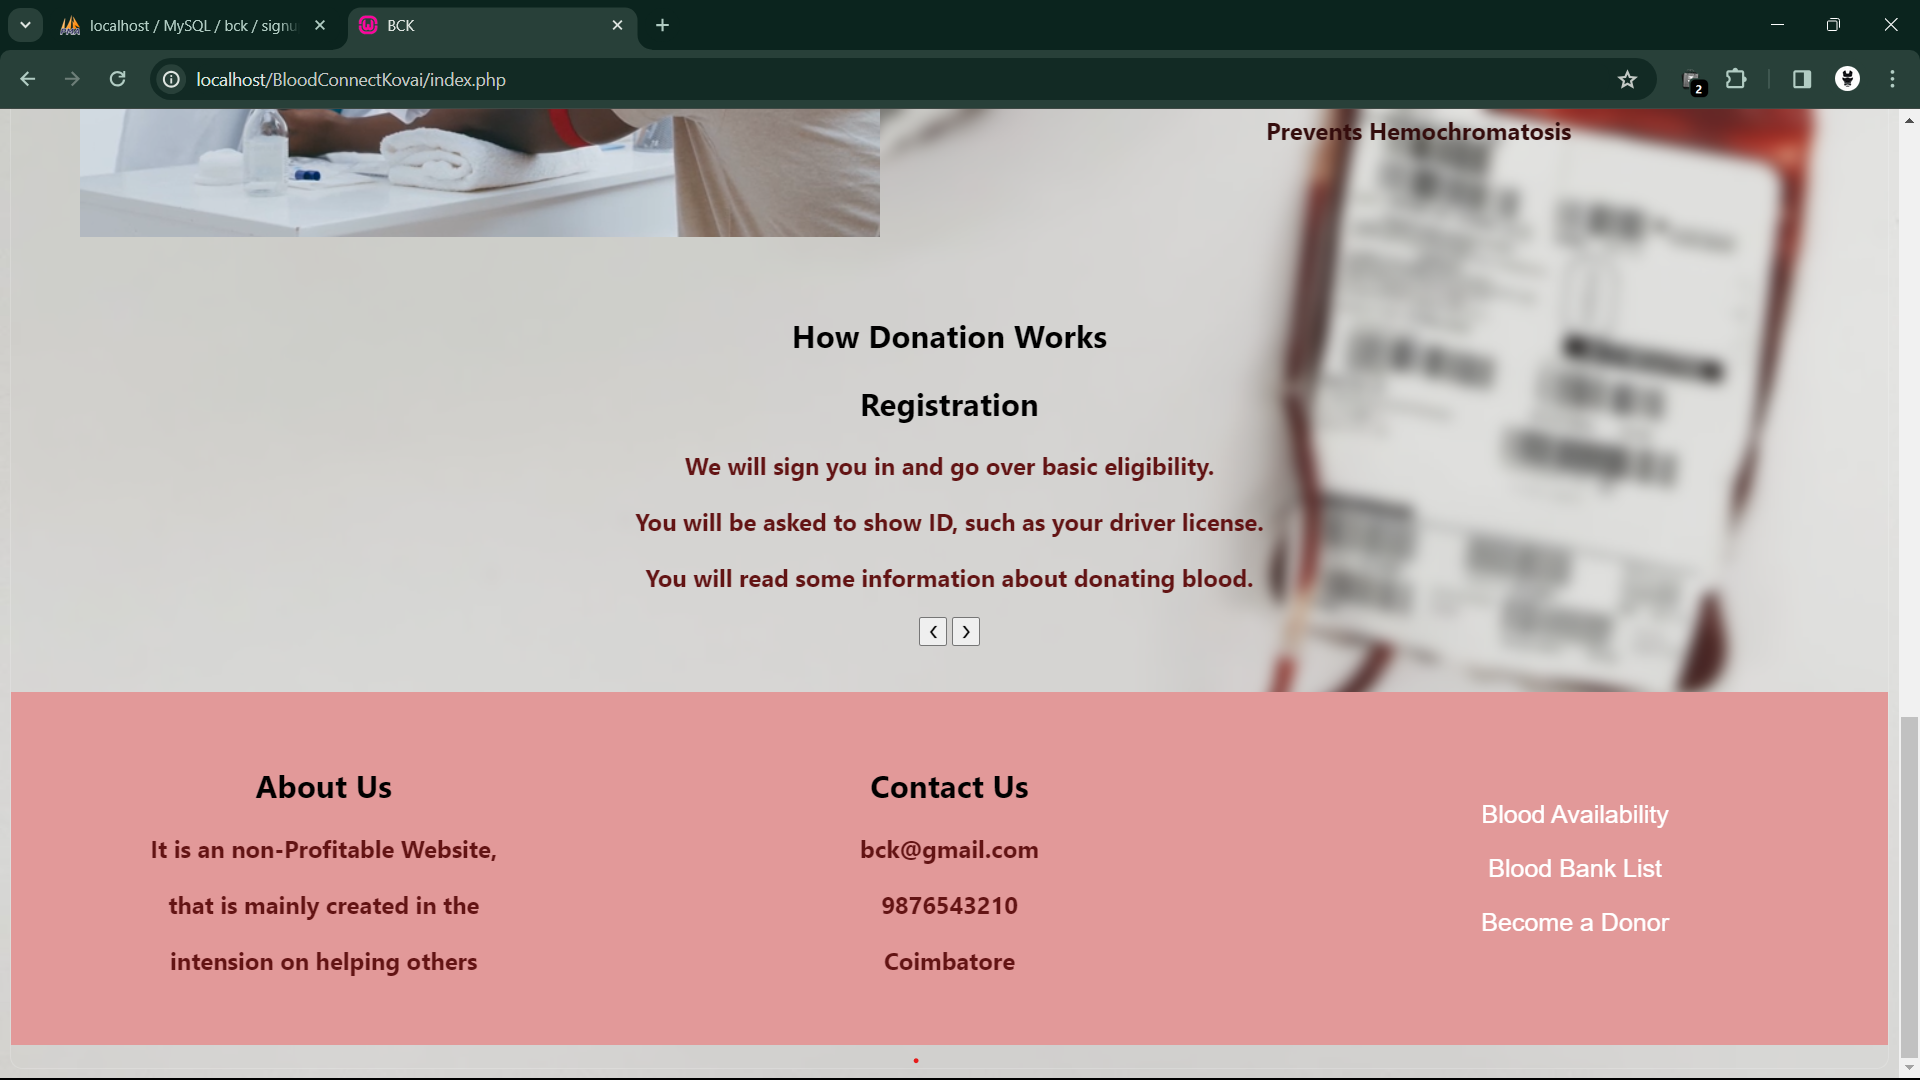 localhost / MySQL / bck / signu
BCK
localhost/BloodConnectKovai/index.php
2
Prevents Hemochromatosis
How Donation Works
Registration
We will sign you in and go over basic eligibility.
You will be asked to show ID, such as your driver license.
You will read some information about donating blood.
‹ ›
About Us
It is an non-Profitable Website,
that is mainly created in the
intension on helping others
Contact Us
bck@gmail.com
9876543210
Coimbatore
Blood Availability
Blood Bank List
Become a Donor